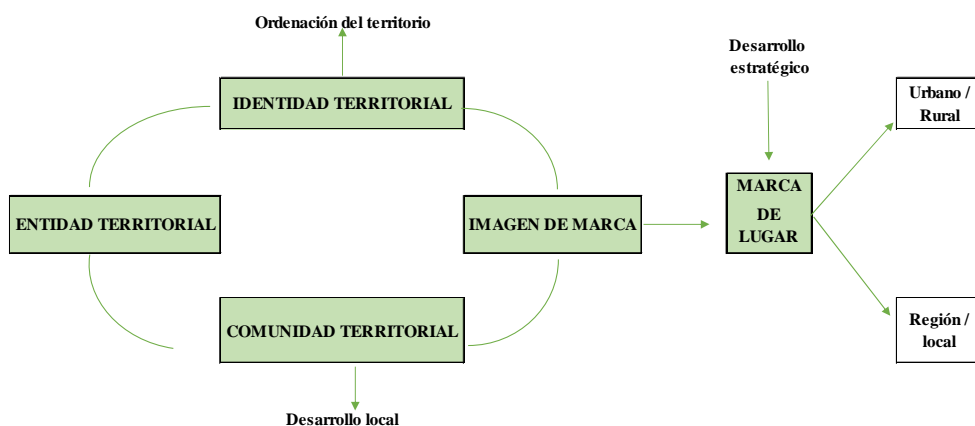 Ordenación del territorio
Desarrollo
estratégico
IDENTIDAD TERRITORIAL
Urbano /
Rural
ENTIDAD TERRITORIAL
IMAGEN DE MARCA
MARCA
DE
LUGAR
COMUNIDAD TERRITORIAL
Región /
local
Desarrollo local